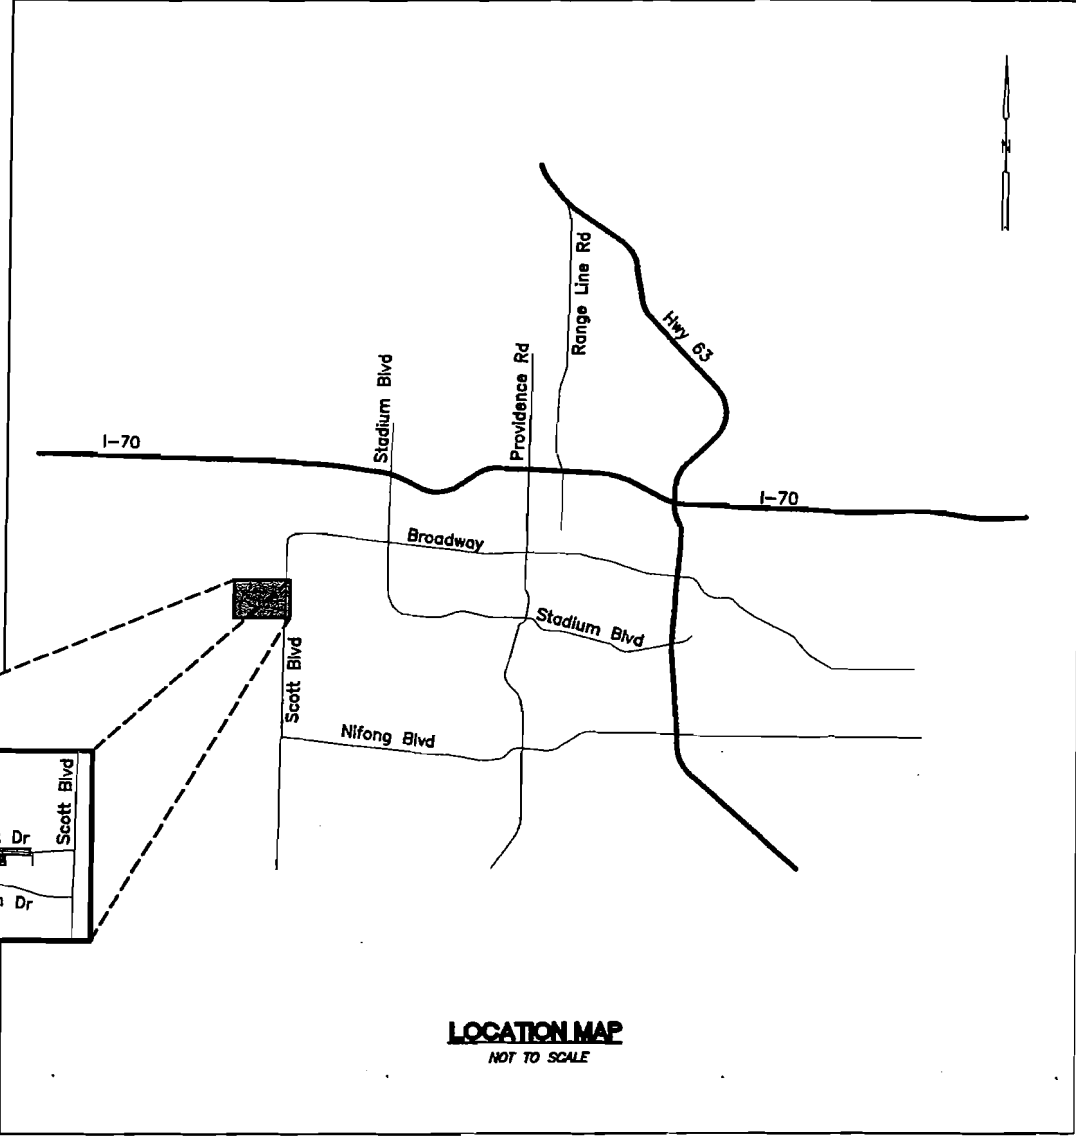 N
Range Line Rd
Hwy 63
Stadium Blvd
Providence Rd
I-70
I-70
Broadway
Stadium Blvd
Scott Blvd
Nifong Blvd
Scott Blvd
Dr
Dr
LOCATION MAP
NOT TO SCALE